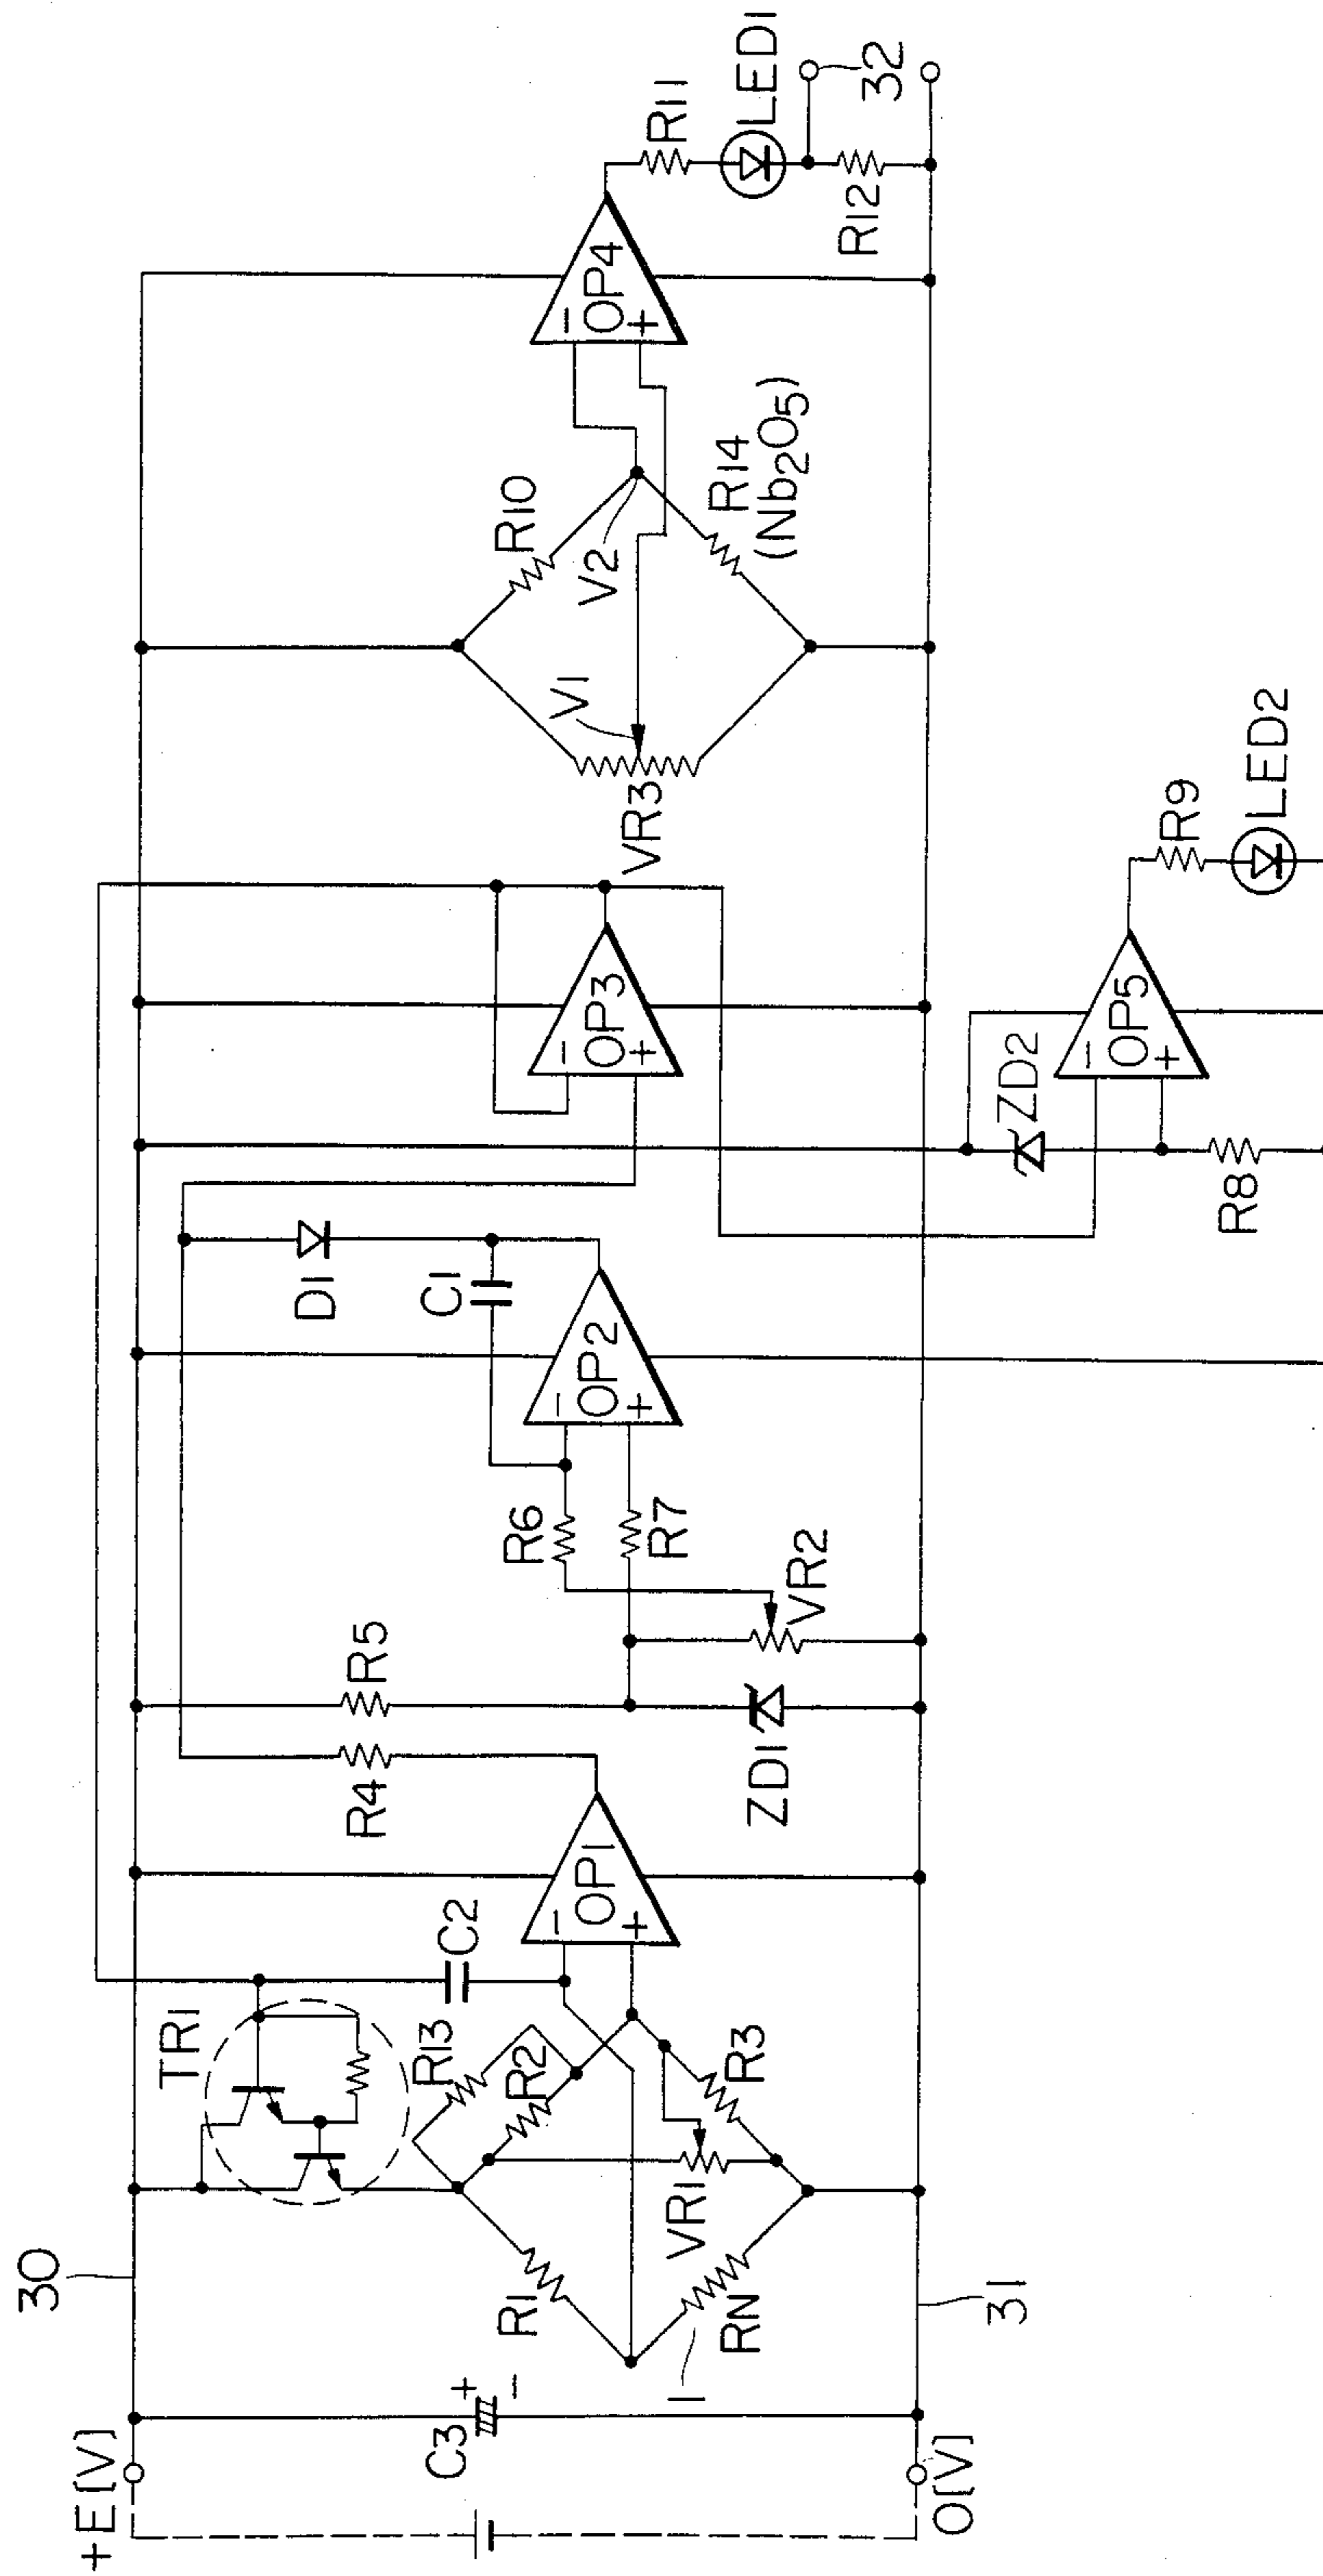 +E[V]
30
C3
+
-
O[V]
31
TR1
R13
R1
R2
R3
RN
1
VR1
C2
-
OP1
+
R4
R5
ZD1
VR2
R6
R7
-
OP2
+
C1
D1
-
OP3
+
ZD2
R8
-
OP5
+
R9
LED2
VR3
V1
V2
R10
R14
(Nb2O5)
-
OP4
+
R11
LED1
R12
32